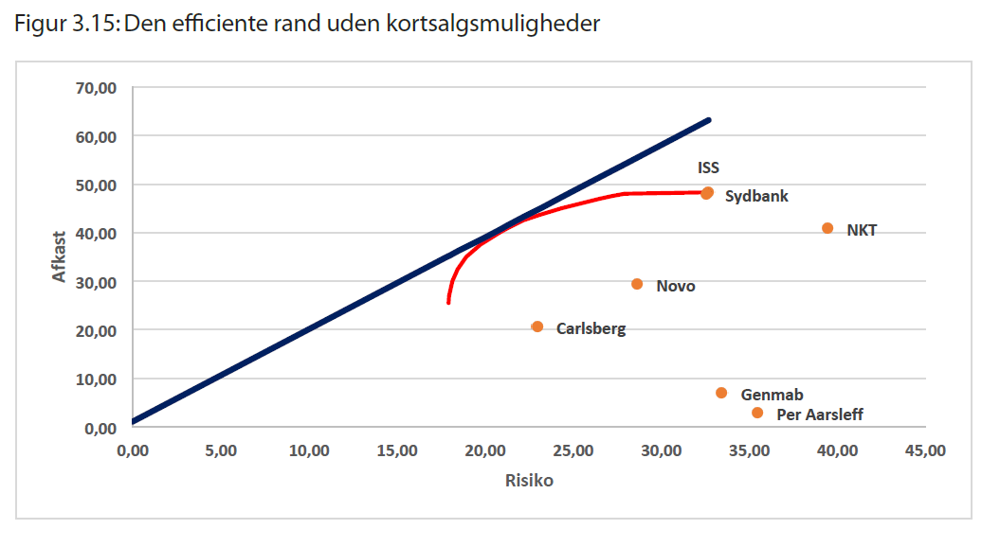 Figur 3.15: Den efficiente rand uden kortsalgsmuligheder
70,00
60,00
50,00
40,00
30,00
20,00
10,00
0,00
Afkast
ISS
Sydbank
NKT
Novo
Carlsberg
Genmab
Per Aarsleff
0,00 5,00 10,00 15,00 20,00 25,00 30,00 35,00 40,00 45,00
Risiko